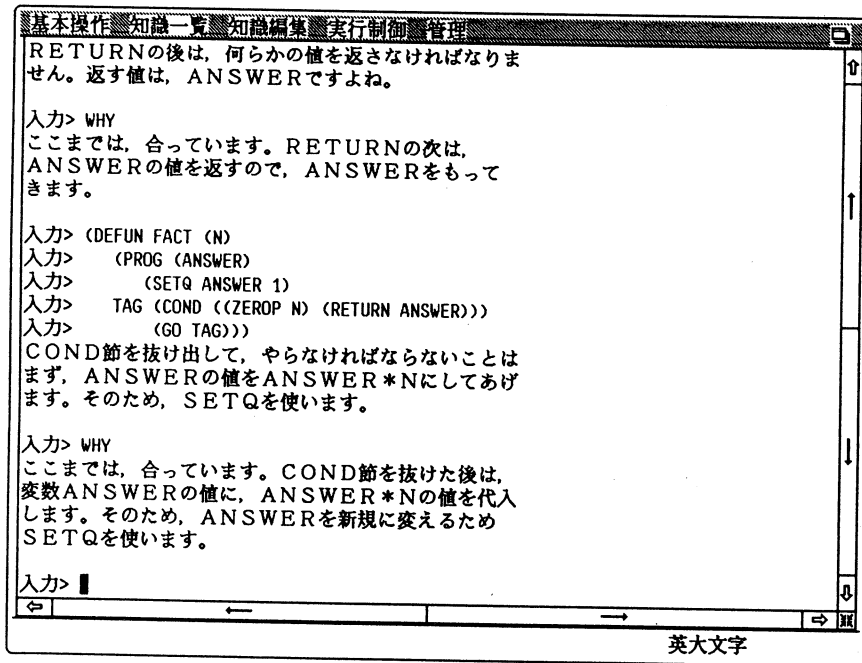 基本操作 知識一覧 知識編集 実行制御 管理
ＲＥＴＵＲＮの後は，何らかの値を返さなければなりま
せん。返す値は，ＡＮＳＷＥＲですよね。
入力> WHY
ここまでは，合っています。ＲＥＴＵＲＮの次は，
ＡＮＳＷＥＲの値を返すので，ＡＮＳＷＥＲをもって
きます。
入力> (DEFUN FACT (N)
入力> (PROG (ANSWER)
入力> (SETQ ANSWER 1)
入力> TAG (COND ((ZEROP N) (RETURN ANSWER)))
入力> (GO TAG)))
ＣＯＮＤ節を抜け出して，やらなければならないことは
まず，ＡＮＳＷＥＲの値をＡＮＳＷＥＲ＊Ｎにしてあげ
ます。そのため，ＳＥＴＱを使います。
入力> WHY
ここまでは，合っています。ＣＯＮＤ節を抜けた後は，
変数ＡＮＳＷＥＲの値に，ＡＮＳＷＥＲ＊Ｎの値を代入
します。そのため，ＡＮＳＷＥＲを新規に変えるため
ＳＥＴＱを使います。
入力>
英大文字